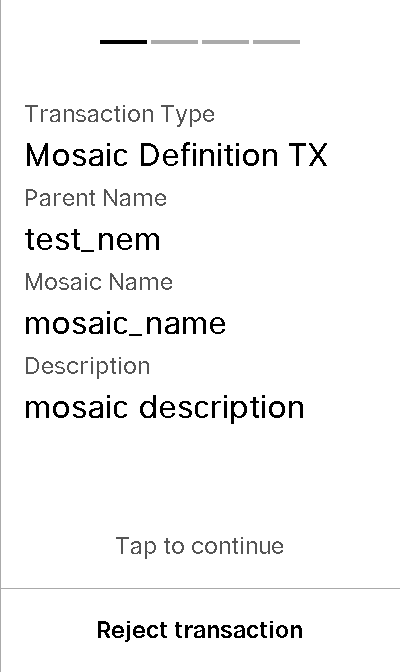 Transaction Type
Mosaic Definition TX
Parent Name
test_nem
Mosaic Name
mosaic_name
Description
mosaic description
Tap to continue
Reject transaction